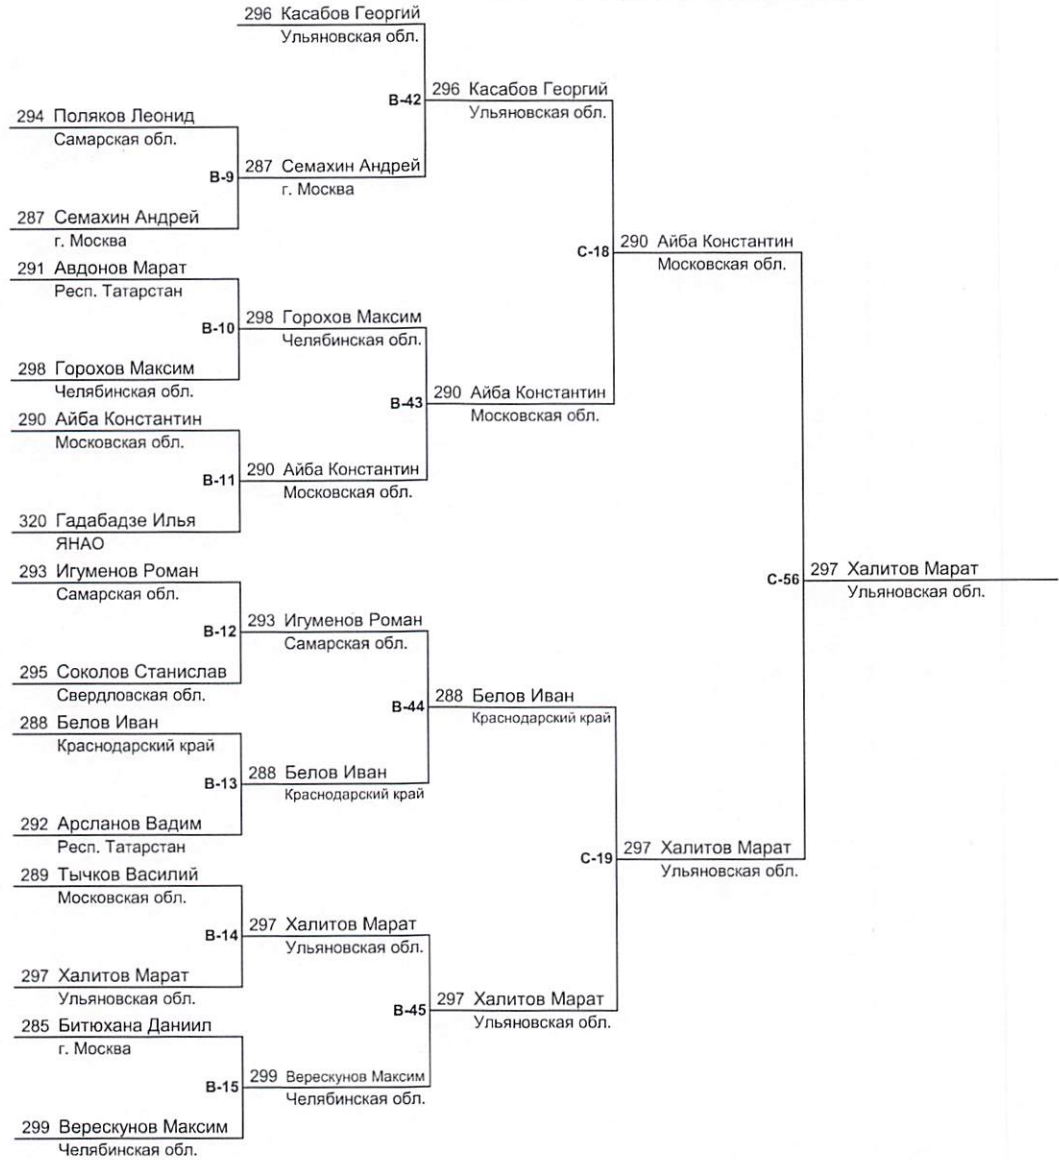 296 Касабов Георгий
Ульяновская обл.
B-42
296 Касабов Георгий
Ульяновская обл.
294 Поляков Леонид
Самарская обл.
B-9
287 Семахин Андрей
г. Москва
287 Семахин Андрей
г. Москва
C-18
290 Айба Константин
Московская обл.
291 Авдонов Марат
Респ. Татарстан
B-10
298 Горохов Максим
Челябинская обл.
298 Горохов Максим
Челябинская обл.
B-43
290 Айба Константин
Московская обл.
290 Айба Константин
Московская обл.
B-11
290 Айба Константин
Московская обл.
320 Гадабадзе Илья
ЯНАО
C-56
297 Халитов Марат
Ульяновская обл.
293 Игуменов Роман
Самарская обл.
B-12
293 Игуменов Роман
Самарская обл.
295 Соколов Станислав
Свердловская обл.
B-44
288 Белов Иван
Краснодарский край
288 Белов Иван
Краснодарский край
B-13
288 Белов Иван
Краснодарский край
292 Арсланов Вадим
Респ. Татарстан
C-19
297 Халитов Марат
Ульяновская обл.
289 Тычков Василий
Московская обл.
B-14
297 Халитов Марат
Ульяновская обл.
297 Халитов Марат
Ульяновская обл.
B-45
297 Халитов Марат
Ульяновская обл.
285 Битюхана Даниил
г. Москва
B-15
299 Верескунов Максим
Челябинская обл.
299 Верескунов Максим
Челябинская обл.